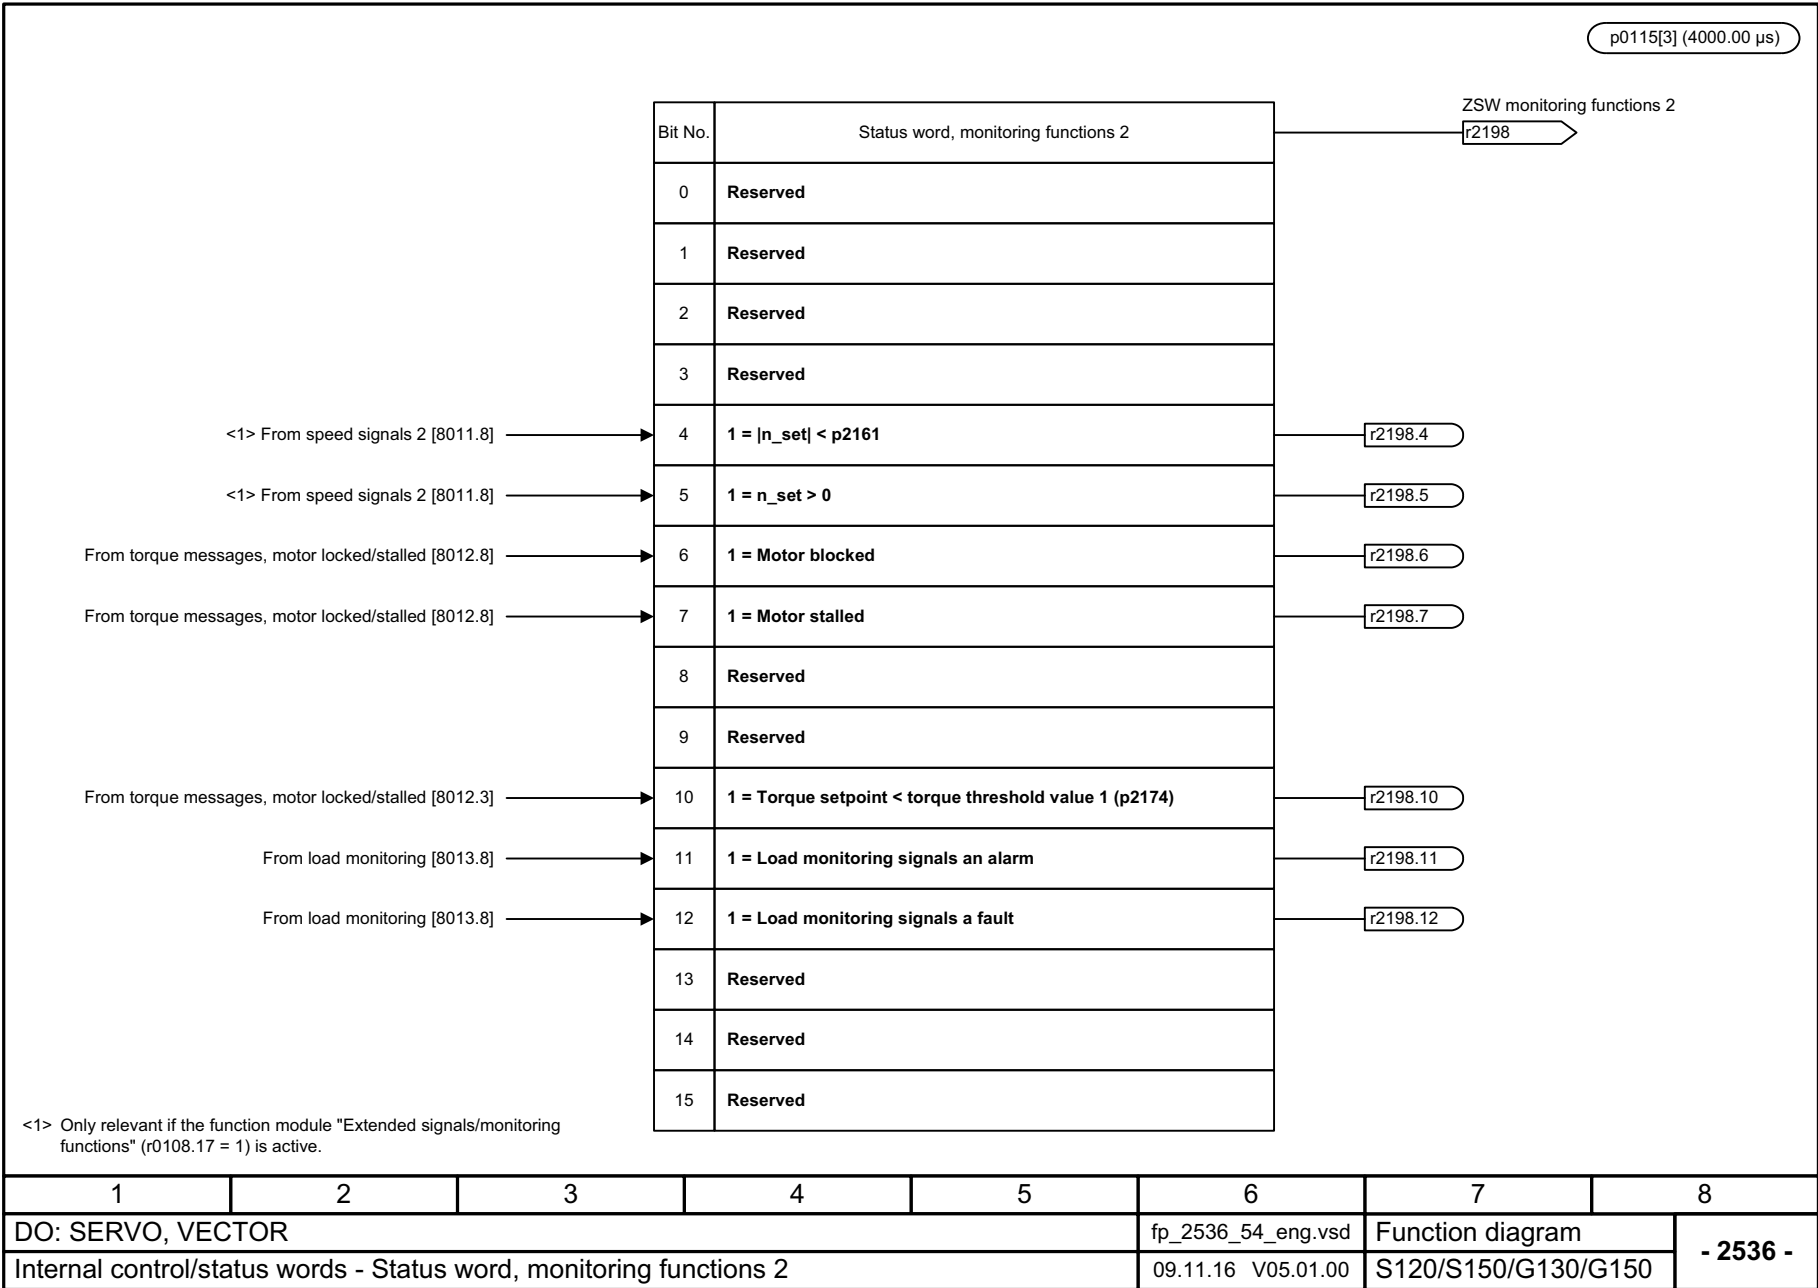 p0115[3] (4000.00 µs)
ZSW monitoring functions 2
Bit No. Status word, monitoring functions 2 r2198
0 Reserved
1 Reserved
2 Reserved
3 Reserved
<1> From speed signals 2 [8011.8] 4 1 = |n_set| < p2161 r2198.4
<1> From speed signals 2 [8011.8] 5 1 = n_set > 0 r2198.5
From torque messages, motor locked/stalled [8012.8] 6 1 = Motor blocked r2198.6
From torque messages, motor locked/stalled [8012.8] 7 1 = Motor stalled r2198.7
8 Reserved
9 Reserved
From torque messages, motor locked/stalled [8012.3] 10 1 = Torque setpoint < torque threshold value 1 (p2174) r2198.10
From load monitoring [8013.8] 11 1 = Load monitoring signals an alarm r2198.11
From load monitoring [8013.8] 12 1 = Load monitoring signals a fault r2198.12
13 Reserved
14 Reserved
15 Reserved
<1> Only relevant if the function module "Extended signals/monitoring
functions" (r0108.17 = 1) is active.
1 2 3 4 5 6 7 8
DO: SERVO, VECTOR fp_2536_54_eng.vsd Function diagram
- 2536 -
Internal control/status words - Status word, monitoring functions 2 09.11.16 V05.01.00 S120/S150/G130/G150